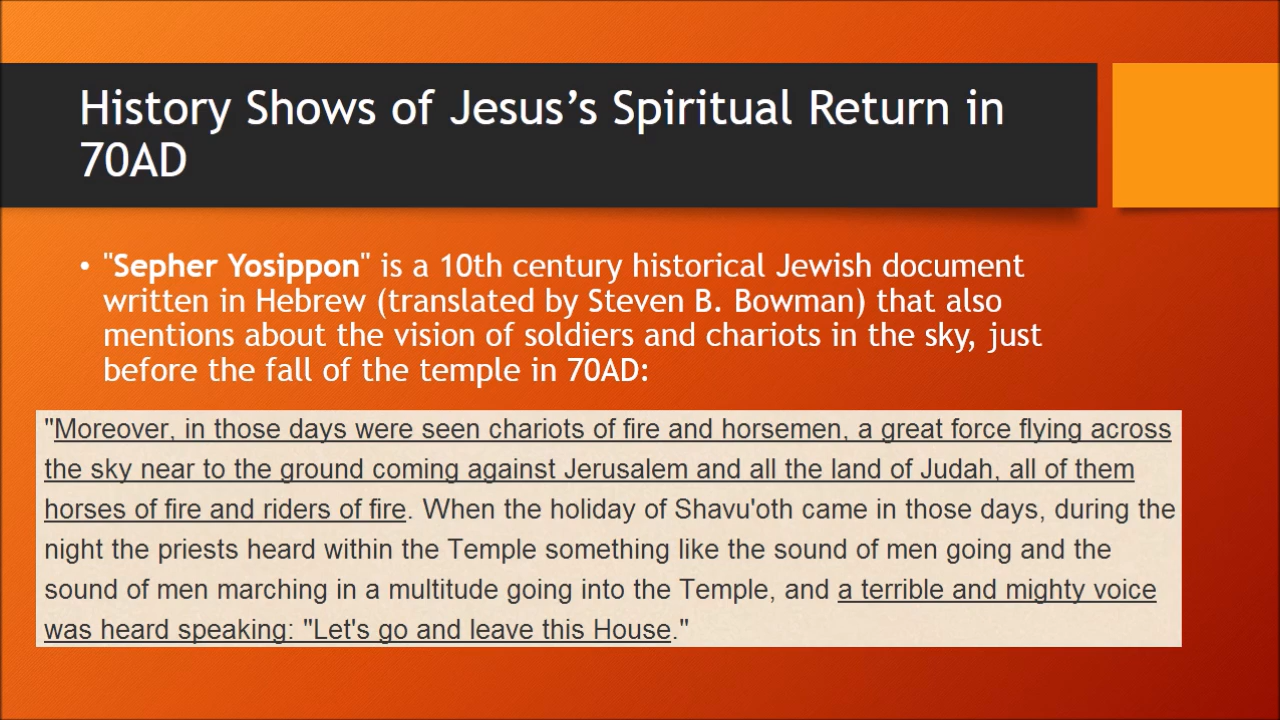 History Shows of Jesus’s Spiritual Return in
70AD
• "Sepher Yosippon" is a 10th century historical Jewish document
written in Hebrew (translated by Steven B. Bowman) that also
mentions about the vision of soldiers and chariots in the sky, just
before the fall of the temple in 70AD:
"Moreover, in those days were seen chariots of fire and horsemen, a great force flying across
the sky near to the ground coming against Jerusalem and all the land of Judah, all of them
horses of fire and riders of fire. When the holiday of Shavu'oth came in those days, during the
night the priests heard within the Temple something like the sound of men going and the
sound of men marching in a multitude going into the Temple, and a terrible and mighty voice
was heard speaking: "Let's go and leave this House."